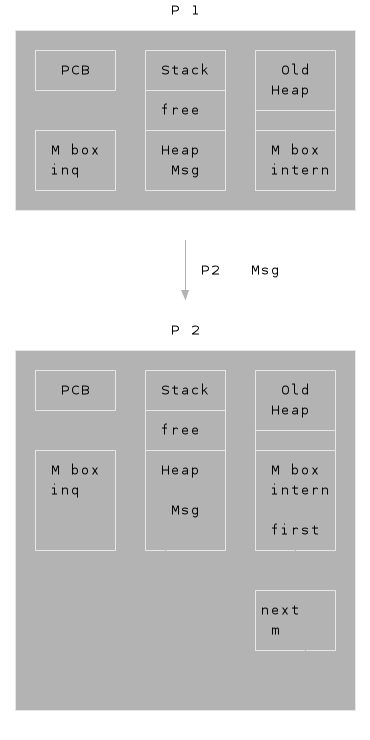 P 1
PCB Stack Old
Heap
free
M box Heap M box
inq Msg intern
P2 Msg
P 2
PCB Stack Old
Heap
free
M box Heap M box
inq intern
Msg
first
next
m